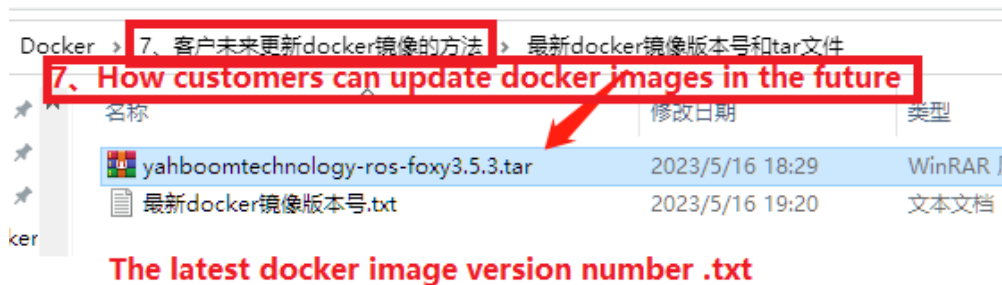 Docker > 7、客户未来更新docker镜像的方法 > 最新docker镜像版本号和tar文件
7、How customers can update docker images in the future
名称 修改日期 类型
yahboomtechnology-ros-foxy3.5.3.tar 2023/5/16 18:29 WinRAR
最新docker镜像版本号.txt 2023/5/16 19:20 文本文档
ker
The latest docker image version number .txt